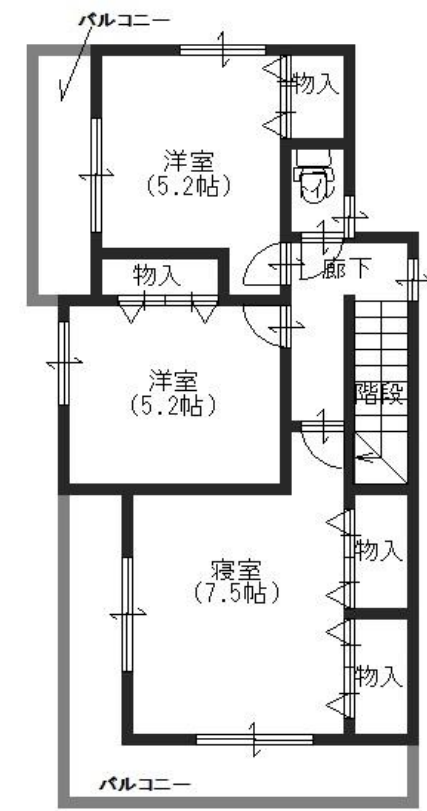 バルコニー
物入
洋室
(5.2帖)
トイレ
廊下
物入
洋室
(5.2帖)
階段
寝室
(7.5帖)
物入
物入
バルコニー